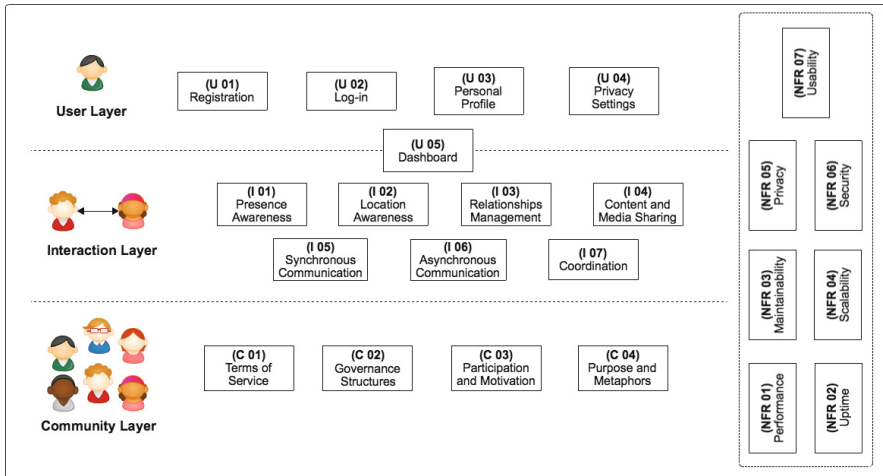 (U 01)
Registration
(U 02)
Log-in
(U 03)
Personal
Profile
(U 04)
Privacy
Settings
User Layer
(U 05)
Dashboard
(I 01)
Presence
Awareness
(I 02)
Location
Awareness
(I 03)
Relationships
Management
(I 04)
Content and
Media Sharing
Interaction Layer
(I 05)
Synchronous
Communication
(I 06)
Asynchronous
Communication
(I 07)
Coordination
(C 01)
Terms of
Service
(C 02)
Governance
Structures
(C 03)
Participation
and Motivation
(C 04)
Purpose and
Metaphors
Community Layer
(NFR 07)
Usability
(NFR 05)
Privacy
(NFR 06)
Security
(NFR 03)
Maintainability
(NFR 04)
Scalability
(NFR 01)
Performance
(NFR 02)
Uptime